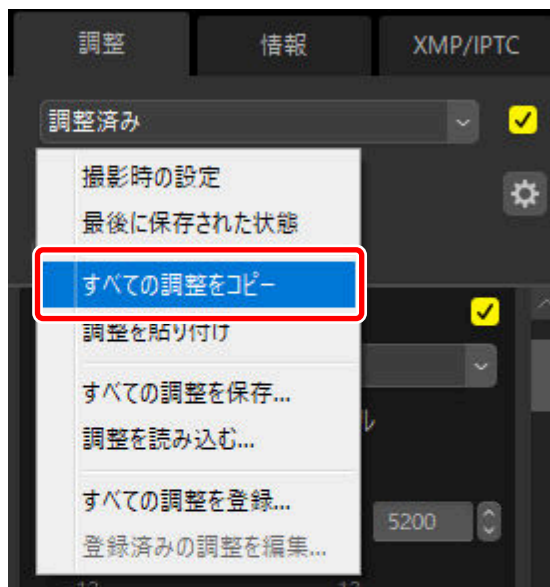 調整 情報 XMP/IPTC
調整済み
撮影時の設定
最後に保存された状態
すべての調整をコピー
調整を貼り付け
すべての調整を保存...
調整を読み込む...
ル
すべての調整を登録...
5200
登録済みの調整を編集...